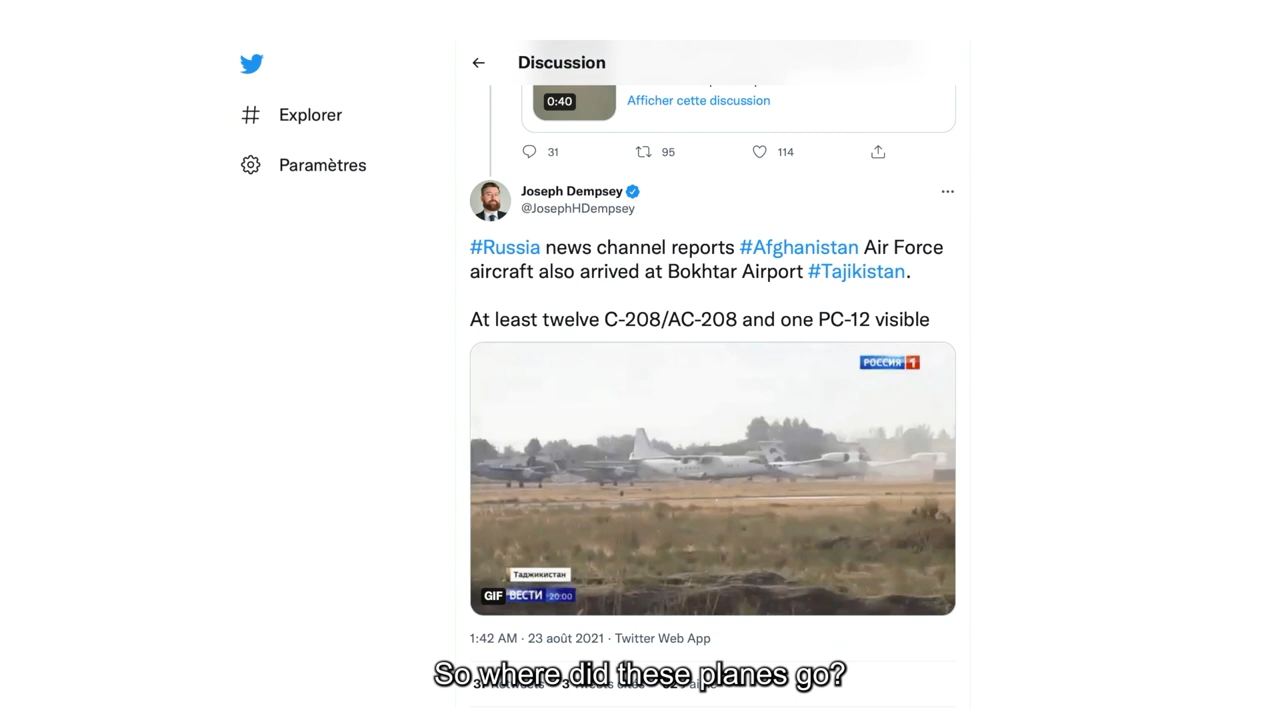 Discussion
Explorer
Paramètres
0:40
Afficher cette discussion
31 95 114
Joseph Dempsey
@JosephHDempsey
#Russia news channel reports #Afghanistan Air Force
aircraft also arrived at Bokhtar Airport #Tajikistan.
At least twelve C-208/AC-208 and one PC-12 visible
РОССИЯ 1
Таджикистан
GIF ВЕСТИ 20:00
1:42 AM · 23 août 2021 · Twitter Web App
So where did these planes go?